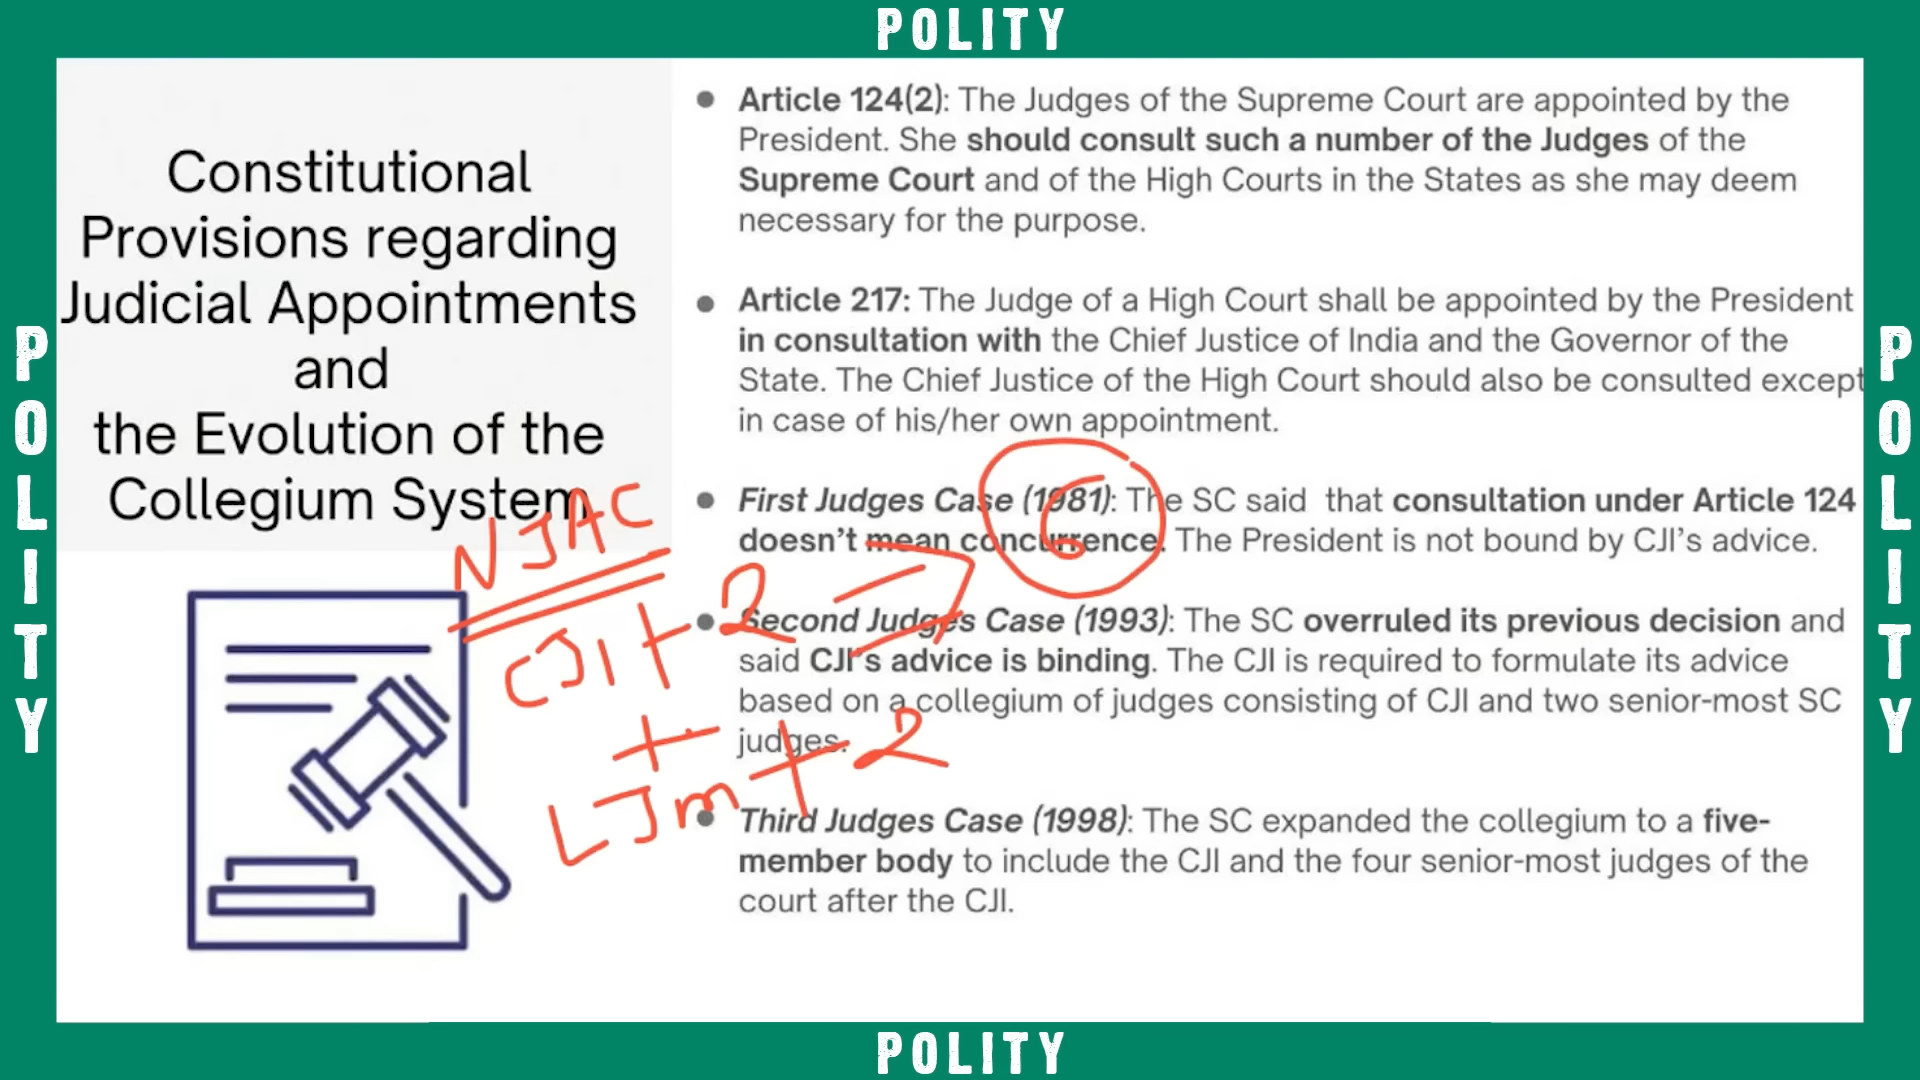 POLITY
POLITY
Constitutional
Provisions regarding
Judicial Appointments
and
the Evolution of the
Collegium System
• Article 124(2): The Judges of the Supreme Court are appointed by the
President. She should consult such a number of the Judges of the
Supreme Court and of the High Courts in the States as she may deem
necessary for the purpose.
• Article 217: The Judge of a High Court shall be appointed by the President
in consultation with the Chief Justice of India and the Governor of the
State. The Chief Justice of the High Court should also be consulted except
in case of his/her own appointment.
• First Judges Case (1981): The SC said that consultation under Article 124
doesn't mean concurrence. The President is not bound by CJI's advice.
• Second Judges Case (1993): The SC overruled its previous decision and
said CJI's advice is binding. The CJI is required to formulate its advice
based on a collegium of judges consisting of CJI and two senior-most SC
judges.
• Third Judges Case (1998): The SC expanded the collegium to a five-
member body to include the CJI and the four senior-most judges of the
court after the CJI.
NJAC
CJI + 2
+
LJm + 2
6
POLITY
POLITY